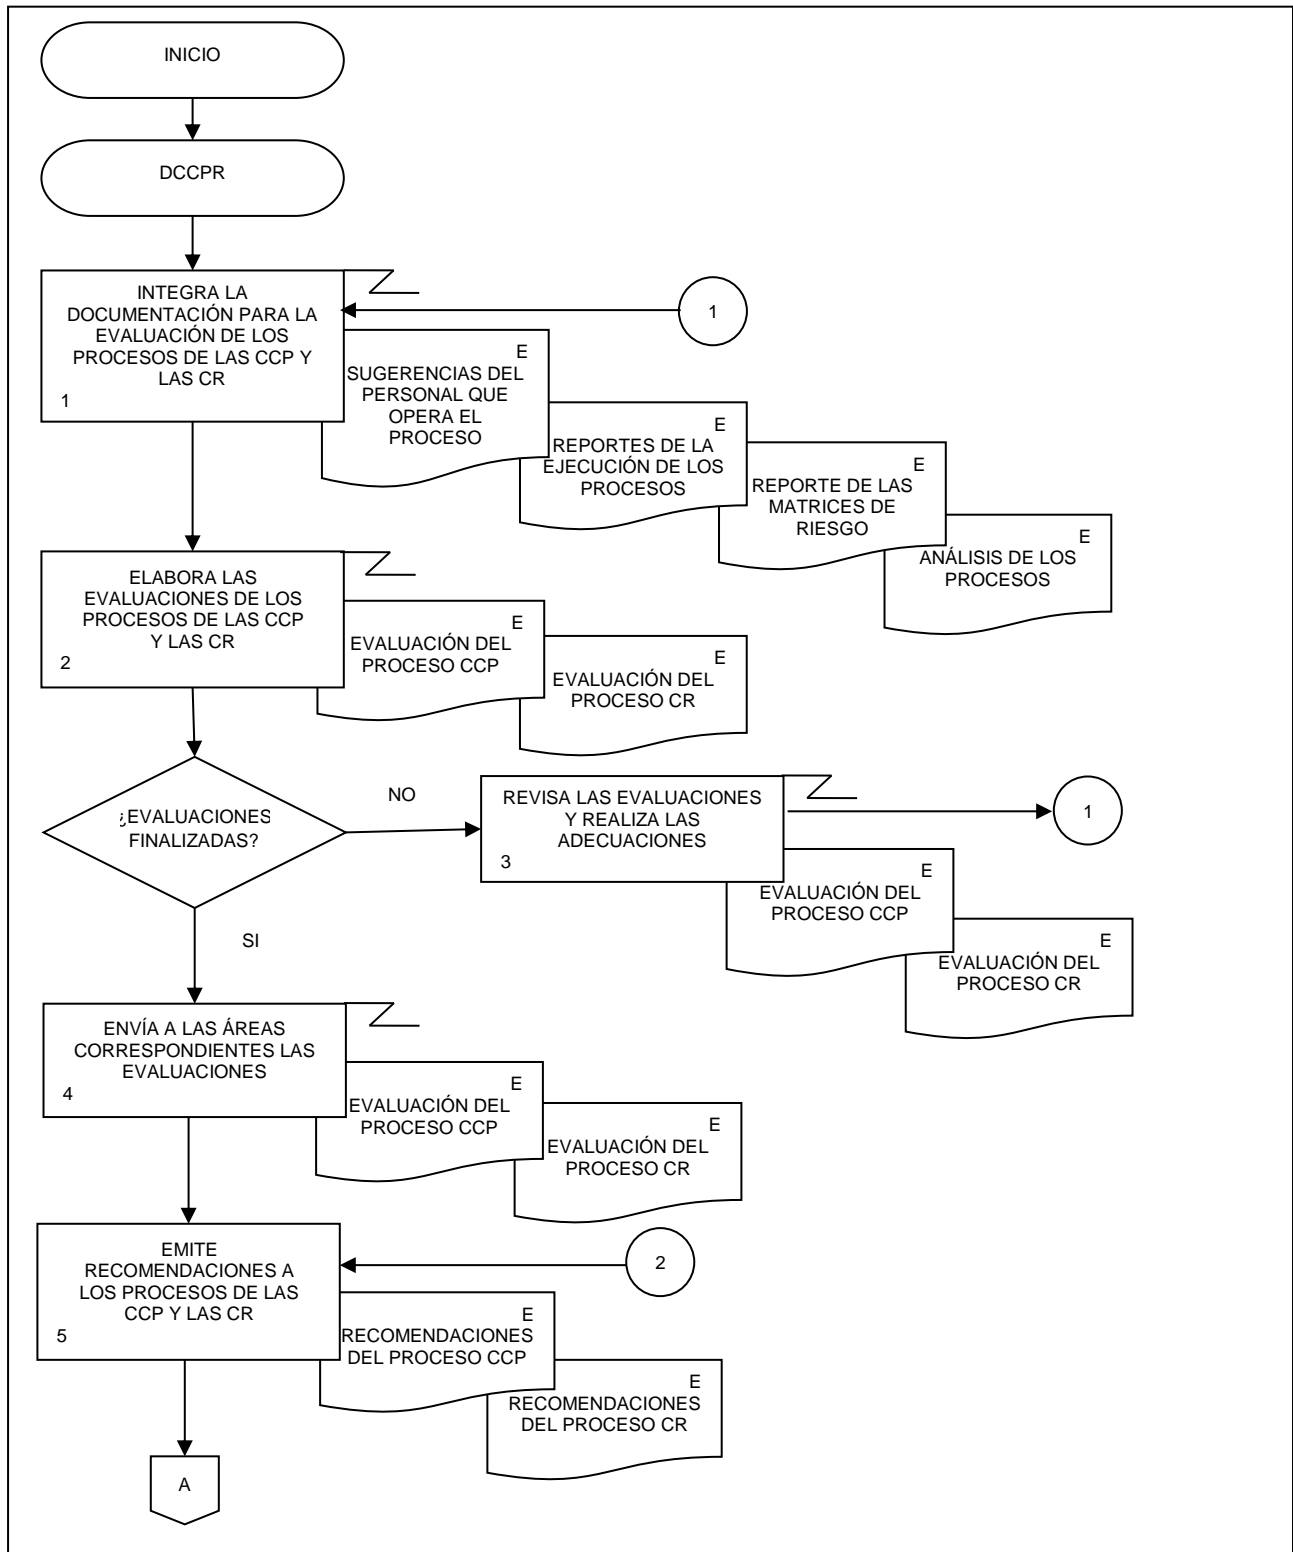 INICIO
DCCPR
INTEGRA LA
DOCUMENTACIÓN PARA LA
EVALUACIÓN DE LOS
PROCESOS DE LAS CCP Y
LAS CR
1
1
E
SUGERENCIAS DEL
PERSONAL QUE
OPERA EL
PROCESO
E
REPORTES DE LA
EJECUCIÓN DE LOS
PROCESOS
E
REPORTE DE LAS
MATRICES DE
RIESGO
E
ANÁLISIS DE LOS
PROCESOS
ELABORA LAS
EVALUACIONES DE LOS
PROCESOS DE LAS CCP
Y LAS CR
2
E
EVALUACIÓN DEL
PROCESO CCP
E
EVALUACIÓN DEL
PROCESO CR
¿EVALUACIONES
FINALIZADAS?
NO
REVISA LAS EVALUACIONES
Y REALIZA LAS
ADECUACIONES
3
1
E
EVALUACIÓN DEL
PROCESO CCP
E
EVALUACIÓN DEL
PROCESO CR
SI
ENVÍA A LAS ÁREAS
CORRESPONDIENTES LAS
EVALUACIONES
4
E
EVALUACIÓN DEL
PROCESO CCP
E
EVALUACIÓN DEL
PROCESO CR
EMITE
RECOMENDACIONES A
LOS PROCESOS DE LAS
CCP Y LAS CR
5
2
E
RECOMENDACIONES
DEL PROCESO CCP
E
RECOMENDACIONES
DEL PROCESO CR
A